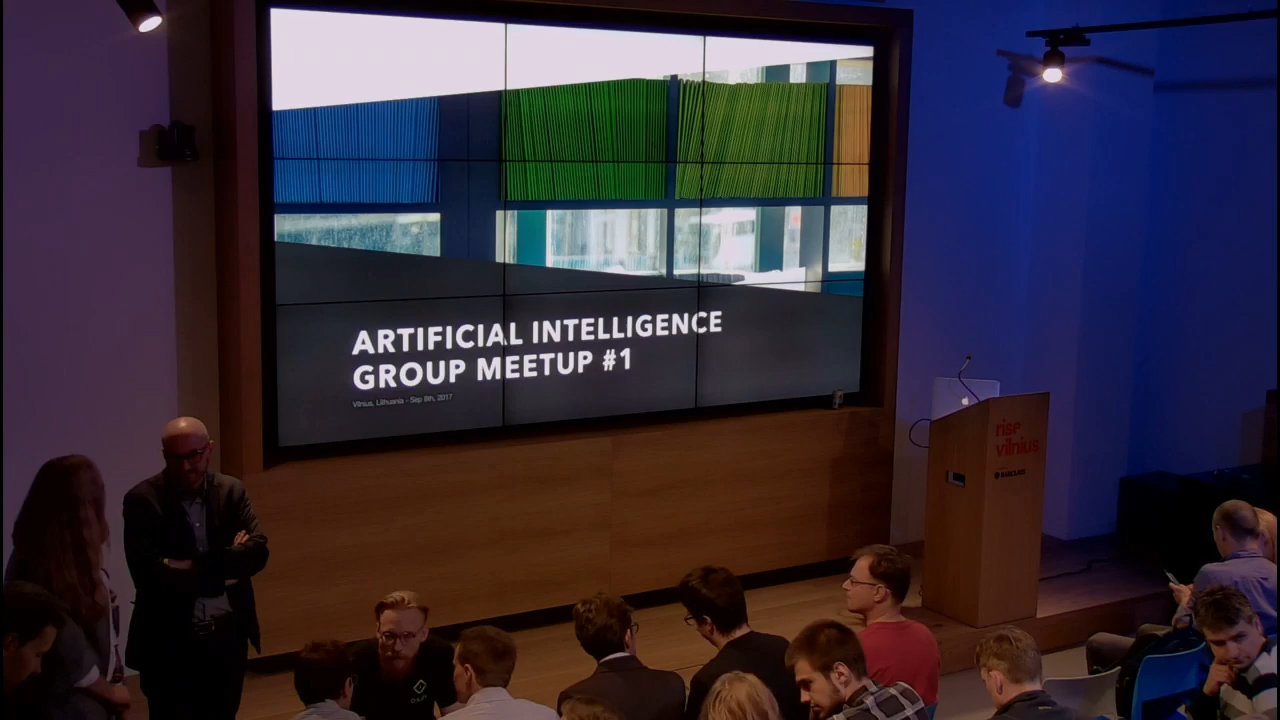 ARTIFICIAL INTELLIGENCE
GROUP MEETUP #1
Vilnius, Lithuania - Sep 8th, 2017
rise
vilnius
BARCLAYS